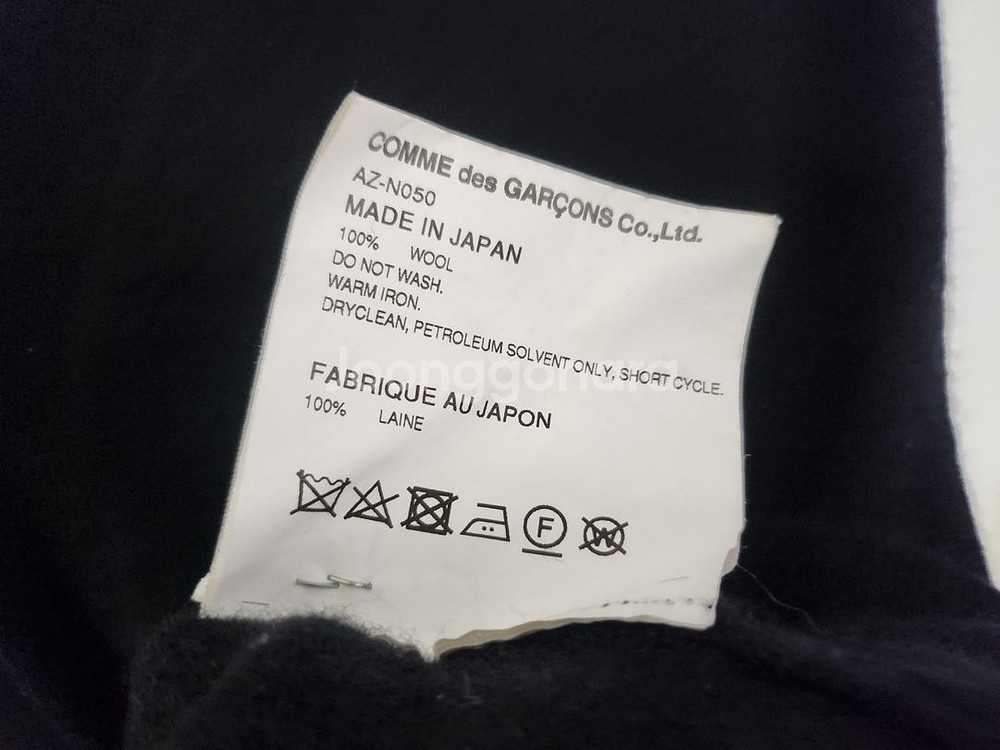 COMME des GARÇONS Co.,Ltd.
AZ-N050
MADE IN JAPAN
100% WOOL
DO NOT WASH.
WARM IRON.
DRYCLEAN, PETROLEUM SOLVENT ONLY, SHORT CYCLE.
Joonggonara
FABRIQUE AU JAPON
100% LAINE
F
W